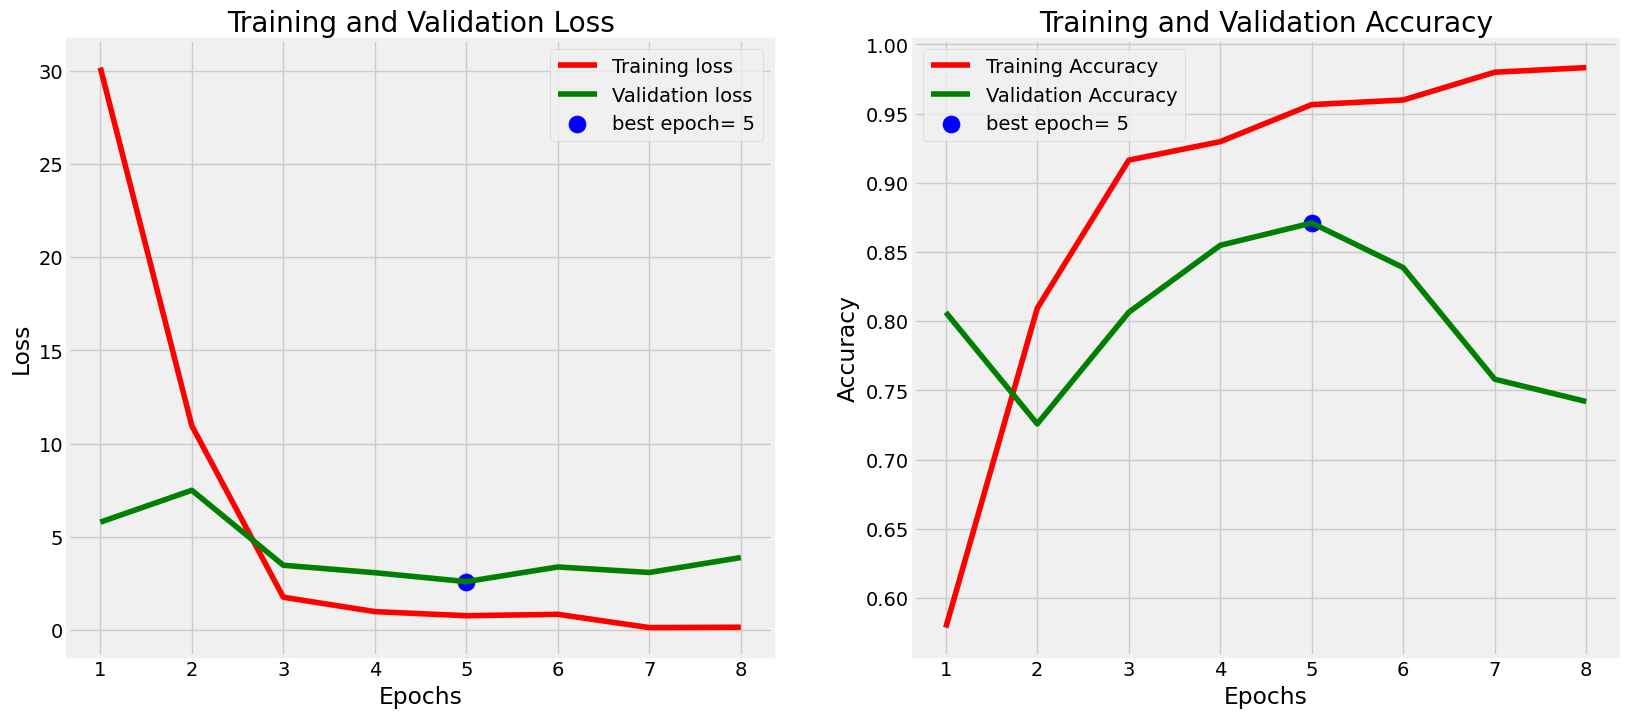 Training and Validation Loss
Training loss
Validation loss
best epoch= 5
30
25
20
15
10
5
0
Loss
1 2 3 4 5 6 7 8
Epochs
Training and Validation Accuracy
Training Accuracy
Validation Accuracy
best epoch= 5
1.00
0.95
0.90
0.85
0.80
0.75
0.70
0.65
0.60
Accuracy
1 2 3 4 5 6 7 8
Epochs